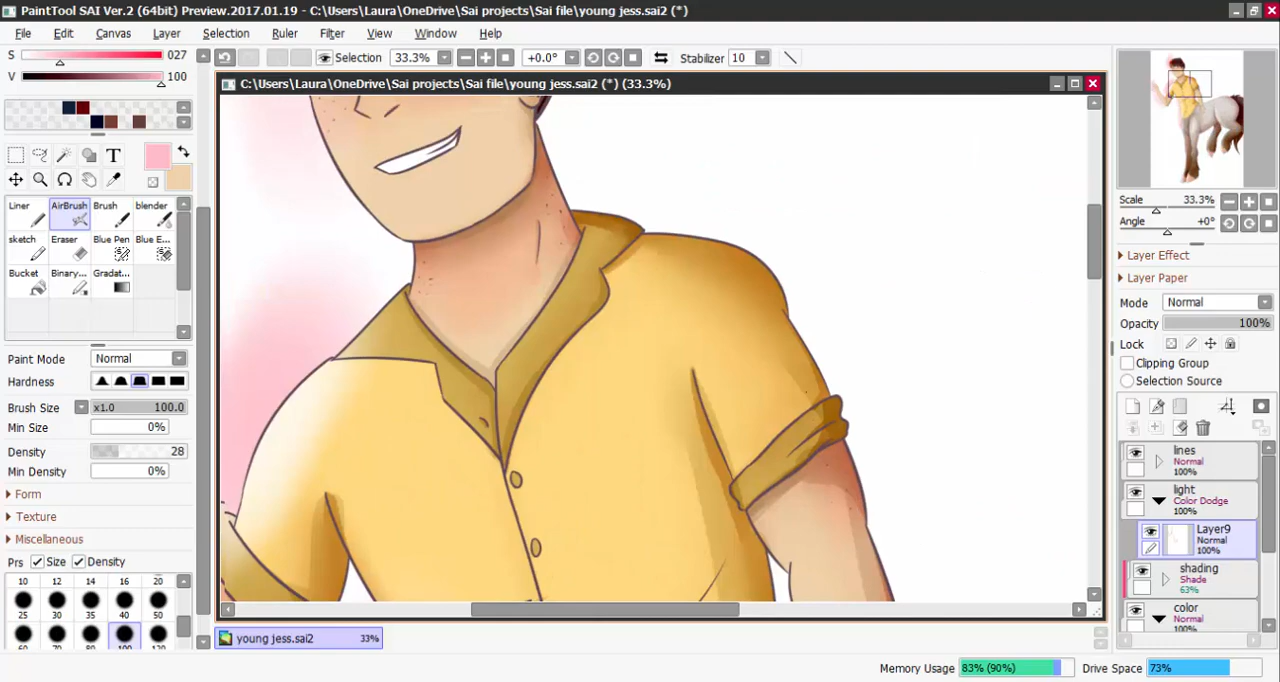 PaintTool SAI Ver.2 (64bit) Preview.2017.01.19 - C:\Users\Laura\OneDrive\Sai projects\Sai file\young jess.sai2 (*)
File Edit Canvas Layer Selection Ruler Filter View Window Help
S 027
V 100
Selection 33.3% +0.0° Stabilizer 10
C:\Users\Laura\OneDrive\Sai projects\Sai file\young jess.sai2 (*) (33.3%)
T
Liner AirBrush Brush blender
sketch Eraser Blue Pen Blue E...
Bucket Binary... Gradat...
Paint Mode Normal
Hardness
Brush Size x1.0 100.0
Min Size 0%
Density 28
Min Density 0%
Form
Texture
Miscellaneous
Prs Size Density
10 12 14 16 20
25 30 35 40 50
60 70 80 100 120
young jess.sai2 33%
Scale 33.3%
Angle +0°
Layer Effect
Layer Paper
Mode Normal
Opacity 100%
Lock
Clipping Group
Selection Source
lines
Normal
100%
light
Color Dodge
100%
Layer9
Normal
100%
shading
Shade
63%
color
Normal
100%
Memory Usage 83% (90%) Drive Space 73%